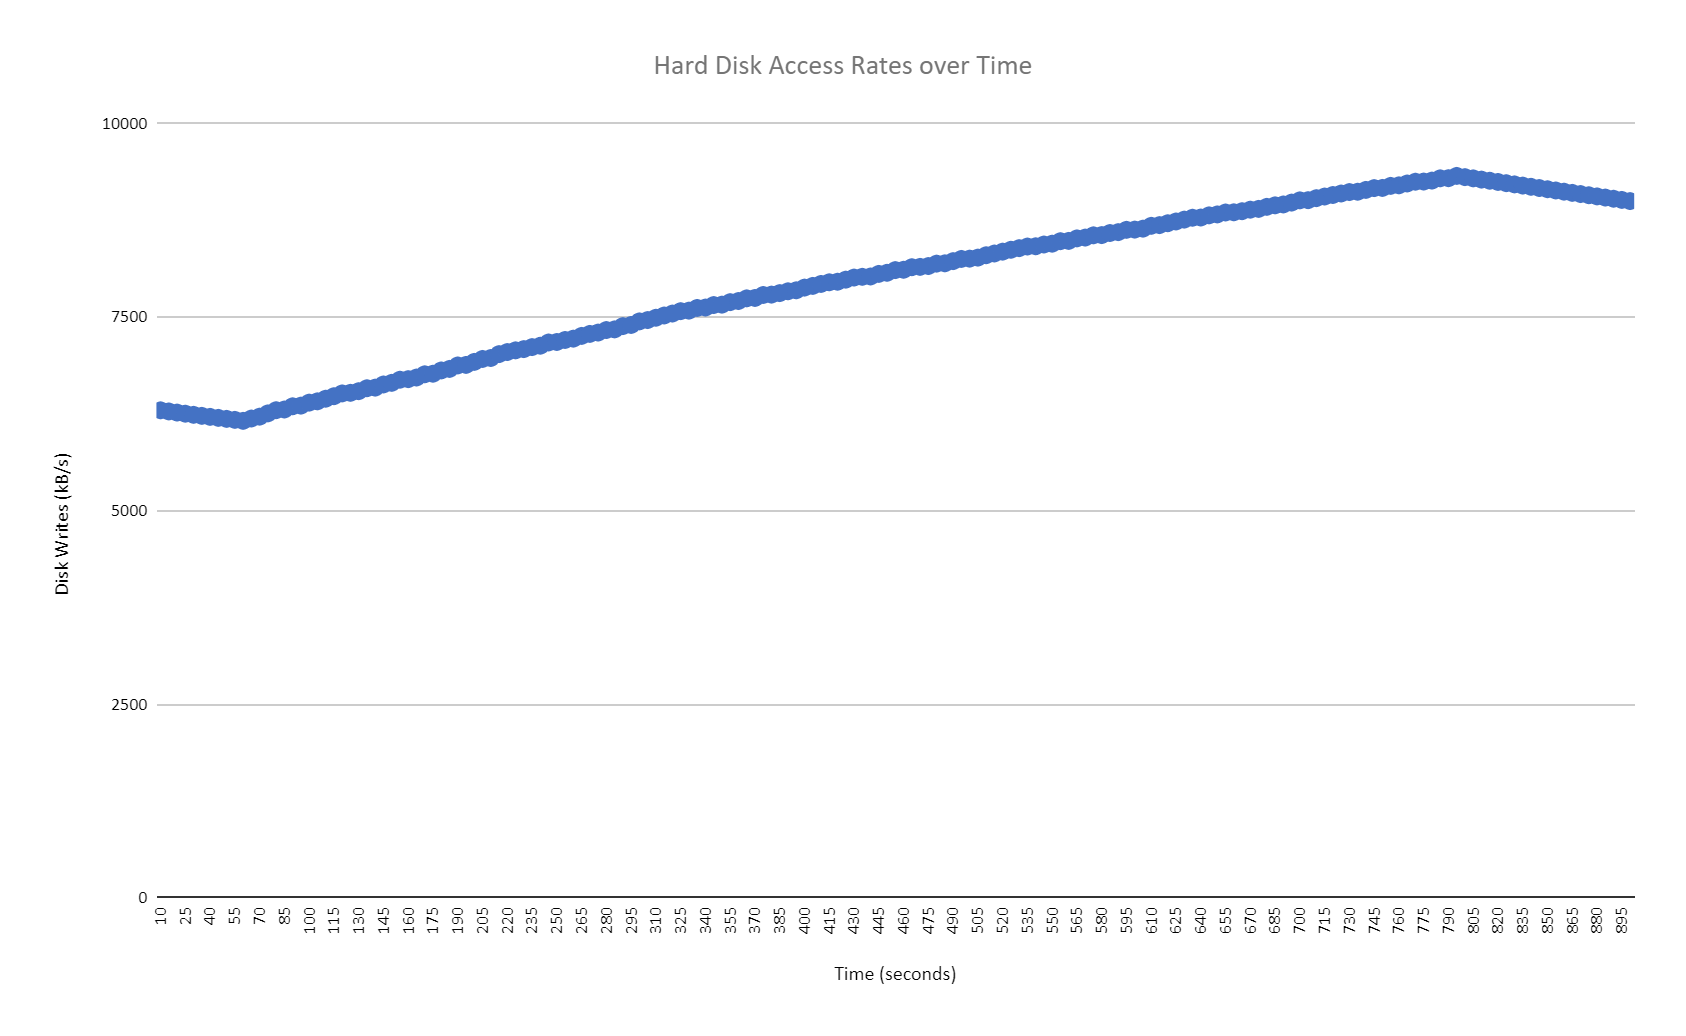 Hard Disk Access Rates over Time
10000
7500
5000
2500
0
Disk Writes (kB/s)
10 25 40 55 70 85 100 115 130 145 160 175 190 205 220 235 250 265 280 295 310 325 340 355 370 385 400 415 430 445 460 475 490 505 520 535 550 565 580 595 610 625 640 655 670 685 700 715 730 745 760 775 790 805 820 835 850 865 880 895
Time (seconds)